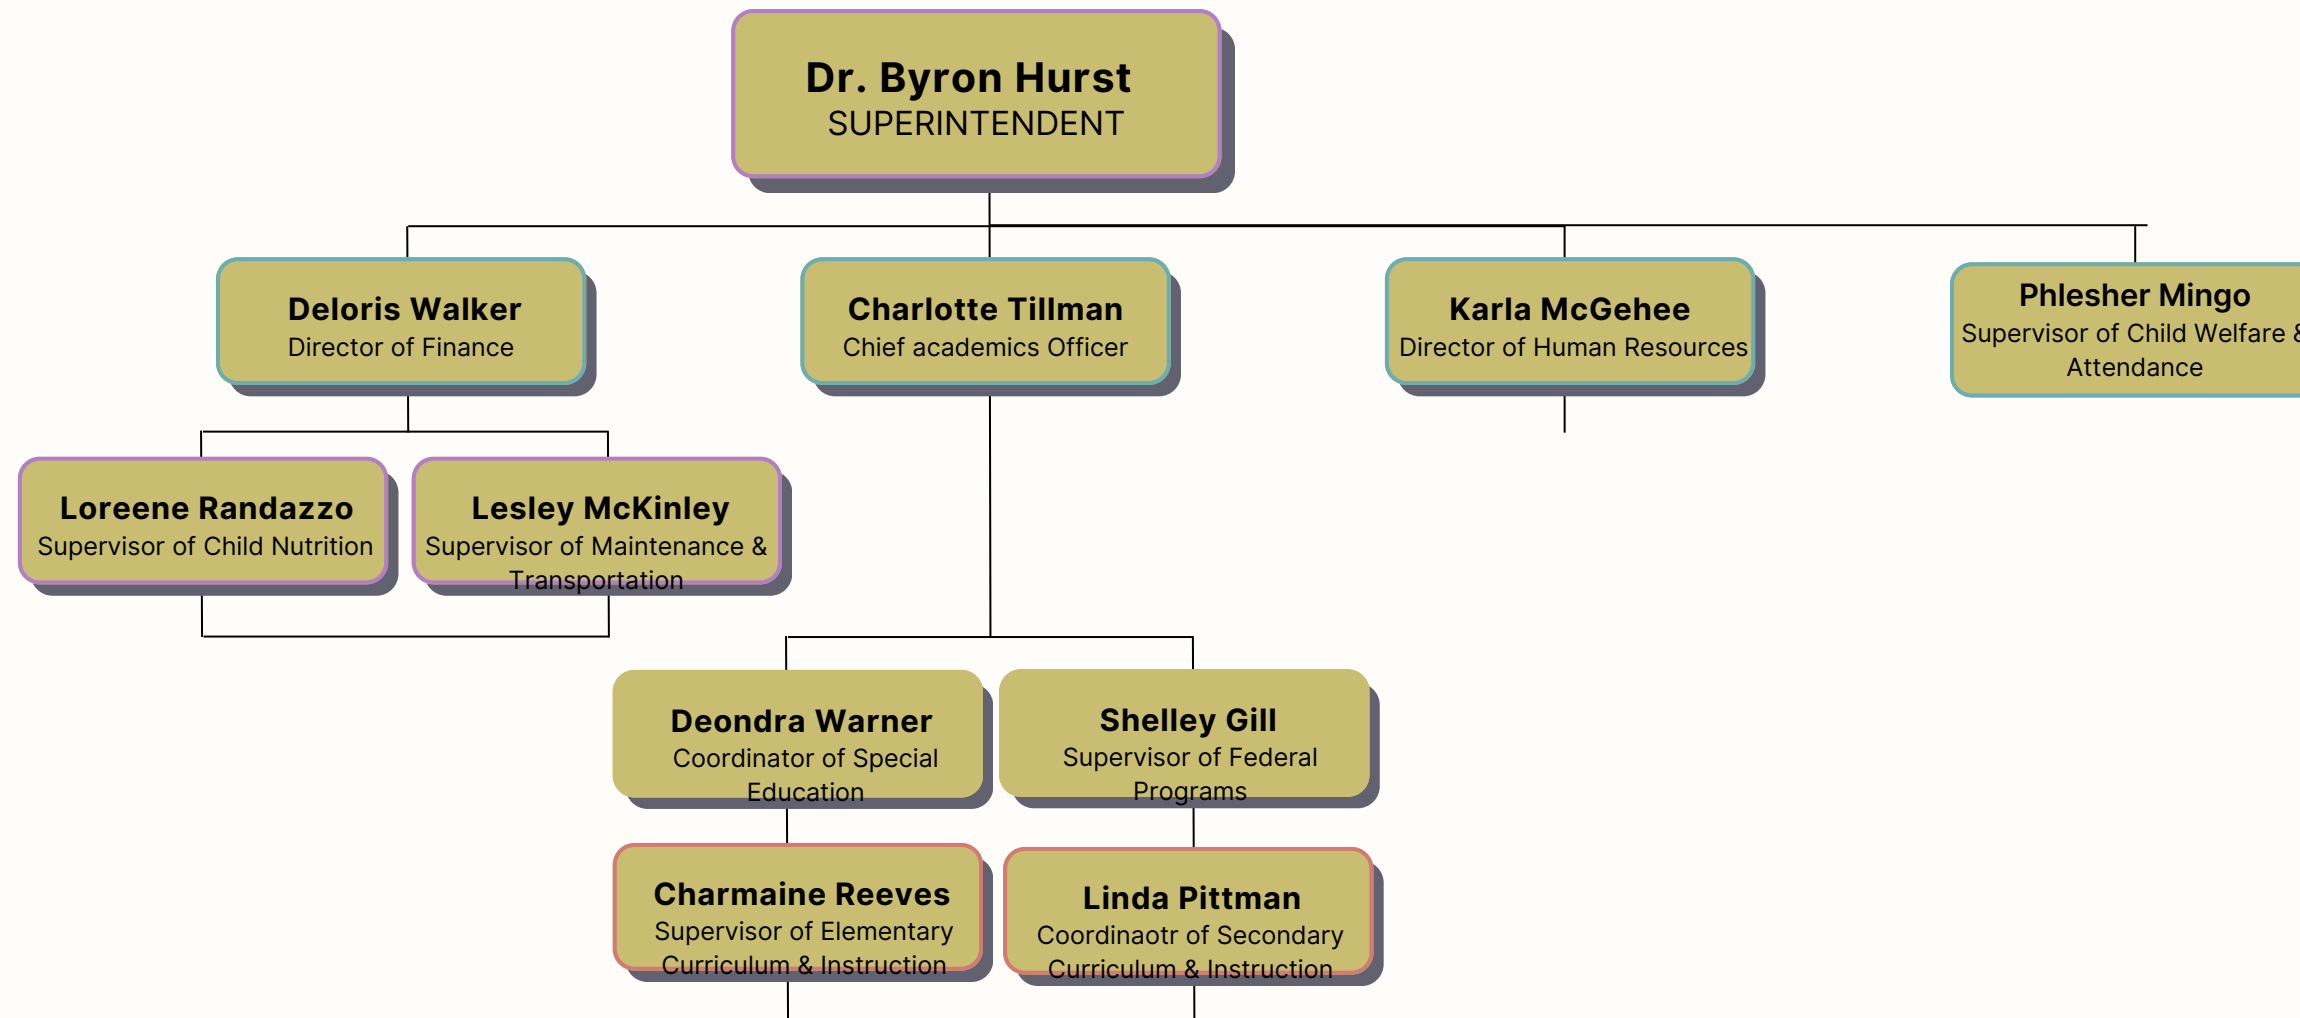 Dr. Byron Hurst
SUPERINTENDENT
Deloris Walker
Director of Finance
Charlotte Tillman
Chief academics Officer
Karla McGehee
Director of Human Resources
Phlesher Mingo
Supervisor of Child Welfare &
Attendance
Loreene Randazzo
Supervisor of Child Nutrition
Lesley McKinley
Supervisor of Maintenance &
Transportation
Deondra Warner
Coordinator of Special
Education
Shelley Gill
Supervisor of Federal
Programs
Charmaine Reeves
Supervisor of Elementary
Curriculum & Instruction
Linda Pittman
Coordinaotr of Secondary
Curriculum & Instruction